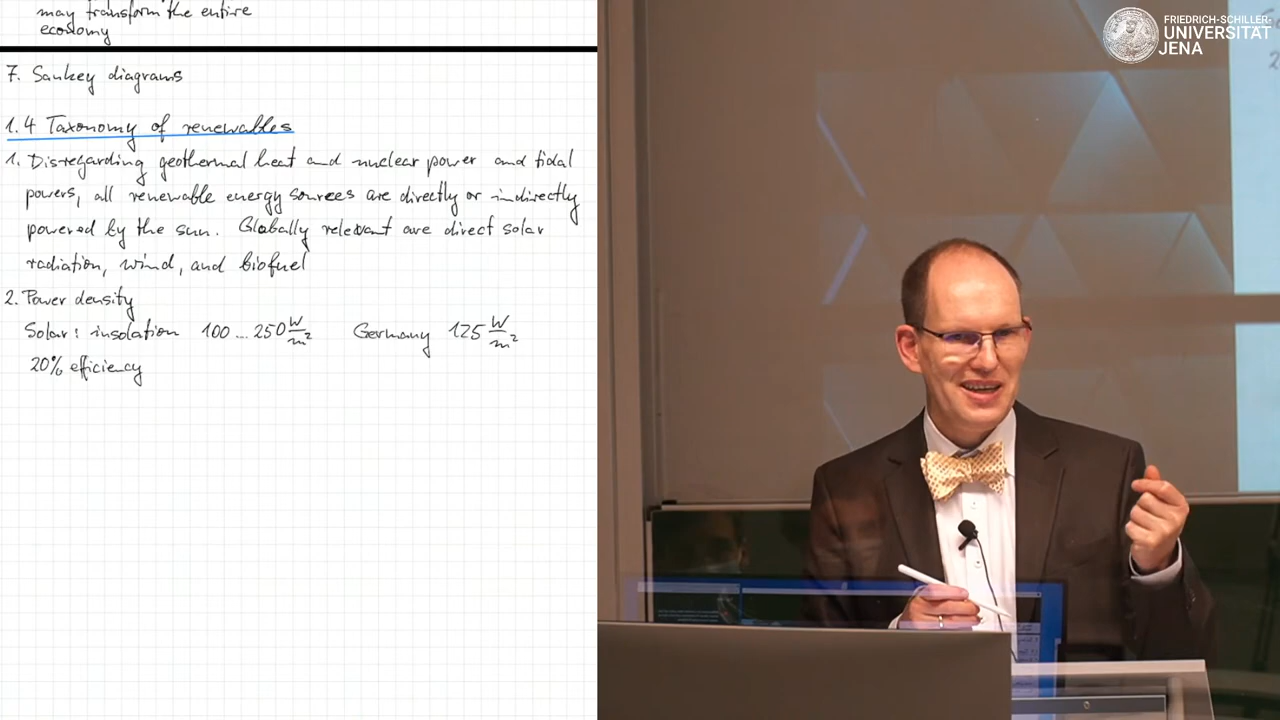 may transform the entire
economy
7. Sankey diagrams
1.4 Taxonomy of renewables
1. Disregarding geothermal heat and nuclear power and tidal
powers, all renewable energy sources are directly or indirectly
powered by the sun. Globally relevant are direct solar
radiation, wind, and biofuel
2. Power density
Solar: insolation 100 ... 250 W/m² Germany 125 W/m²
20% efficiency
FRIEDRICH-SCHILLER-
UNIVERSITÄT
JENA